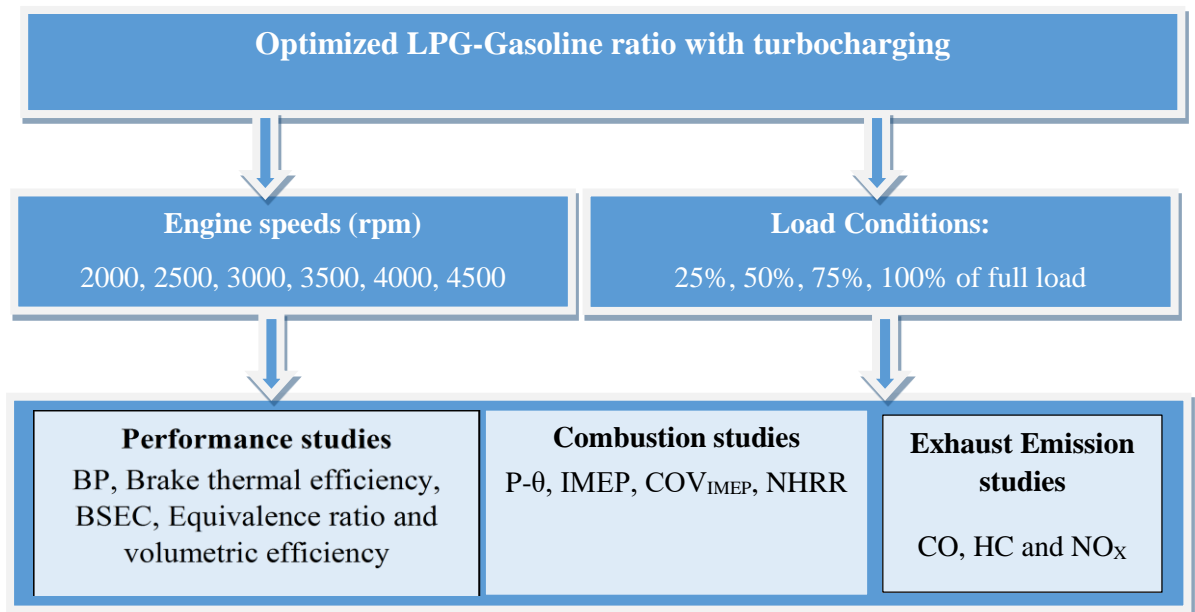 Optimized LPG-Gasoline ratio with turbocharging
Engine speeds (rpm)
2000, 2500, 3000, 3500, 4000, 4500
Load Conditions:
25%, 50%, 75%, 100% of full load
Performance studies
BP, Brake thermal efficiency,
BSEC, Equivalence ratio and
volumetric efficiency
Combustion studies
P-θ, IMEP, COVIMEP, NHRR
Exhaust Emission
studies
CO, HC and NOX